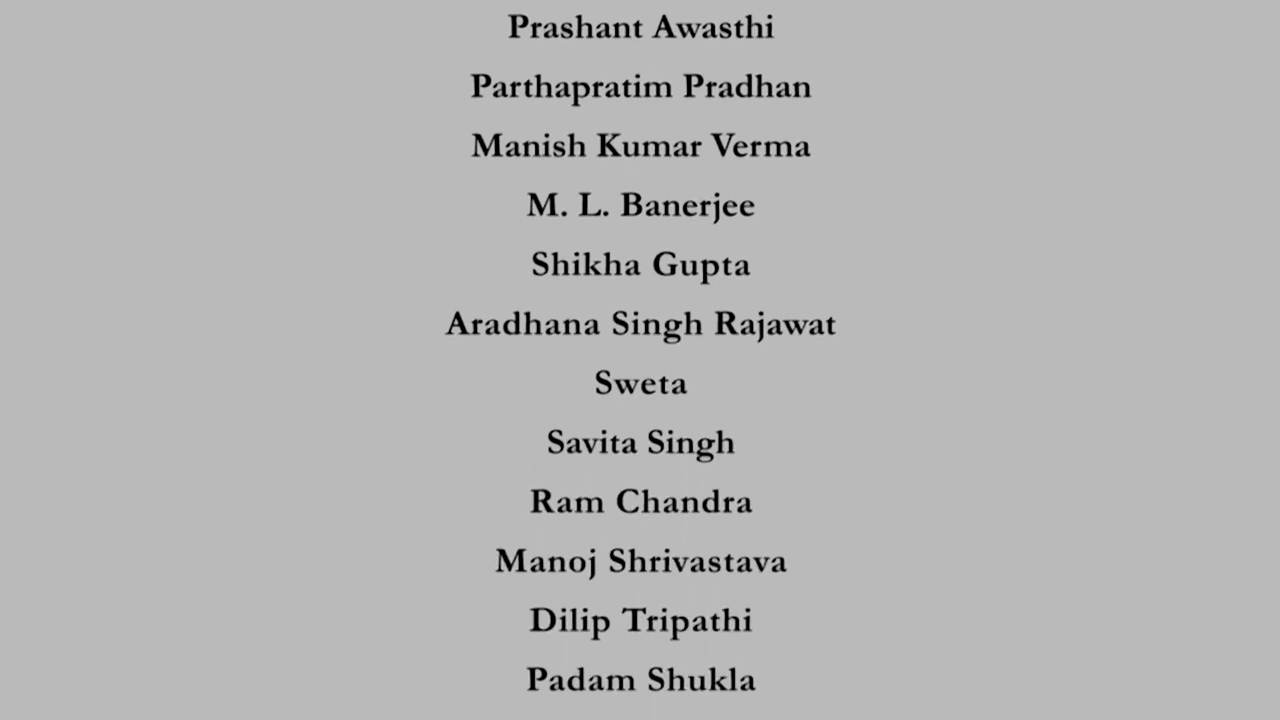 Prashant Awasthi
Parthapratim Pradhan
Manish Kumar Verma
M. L. Banerjee
Shikha Gupta
Aradhana Singh Rajawat
Sweta
Savita Singh
Ram Chandra
Manoj Shrivastava
Dilip Tripathi
Padam Shukla